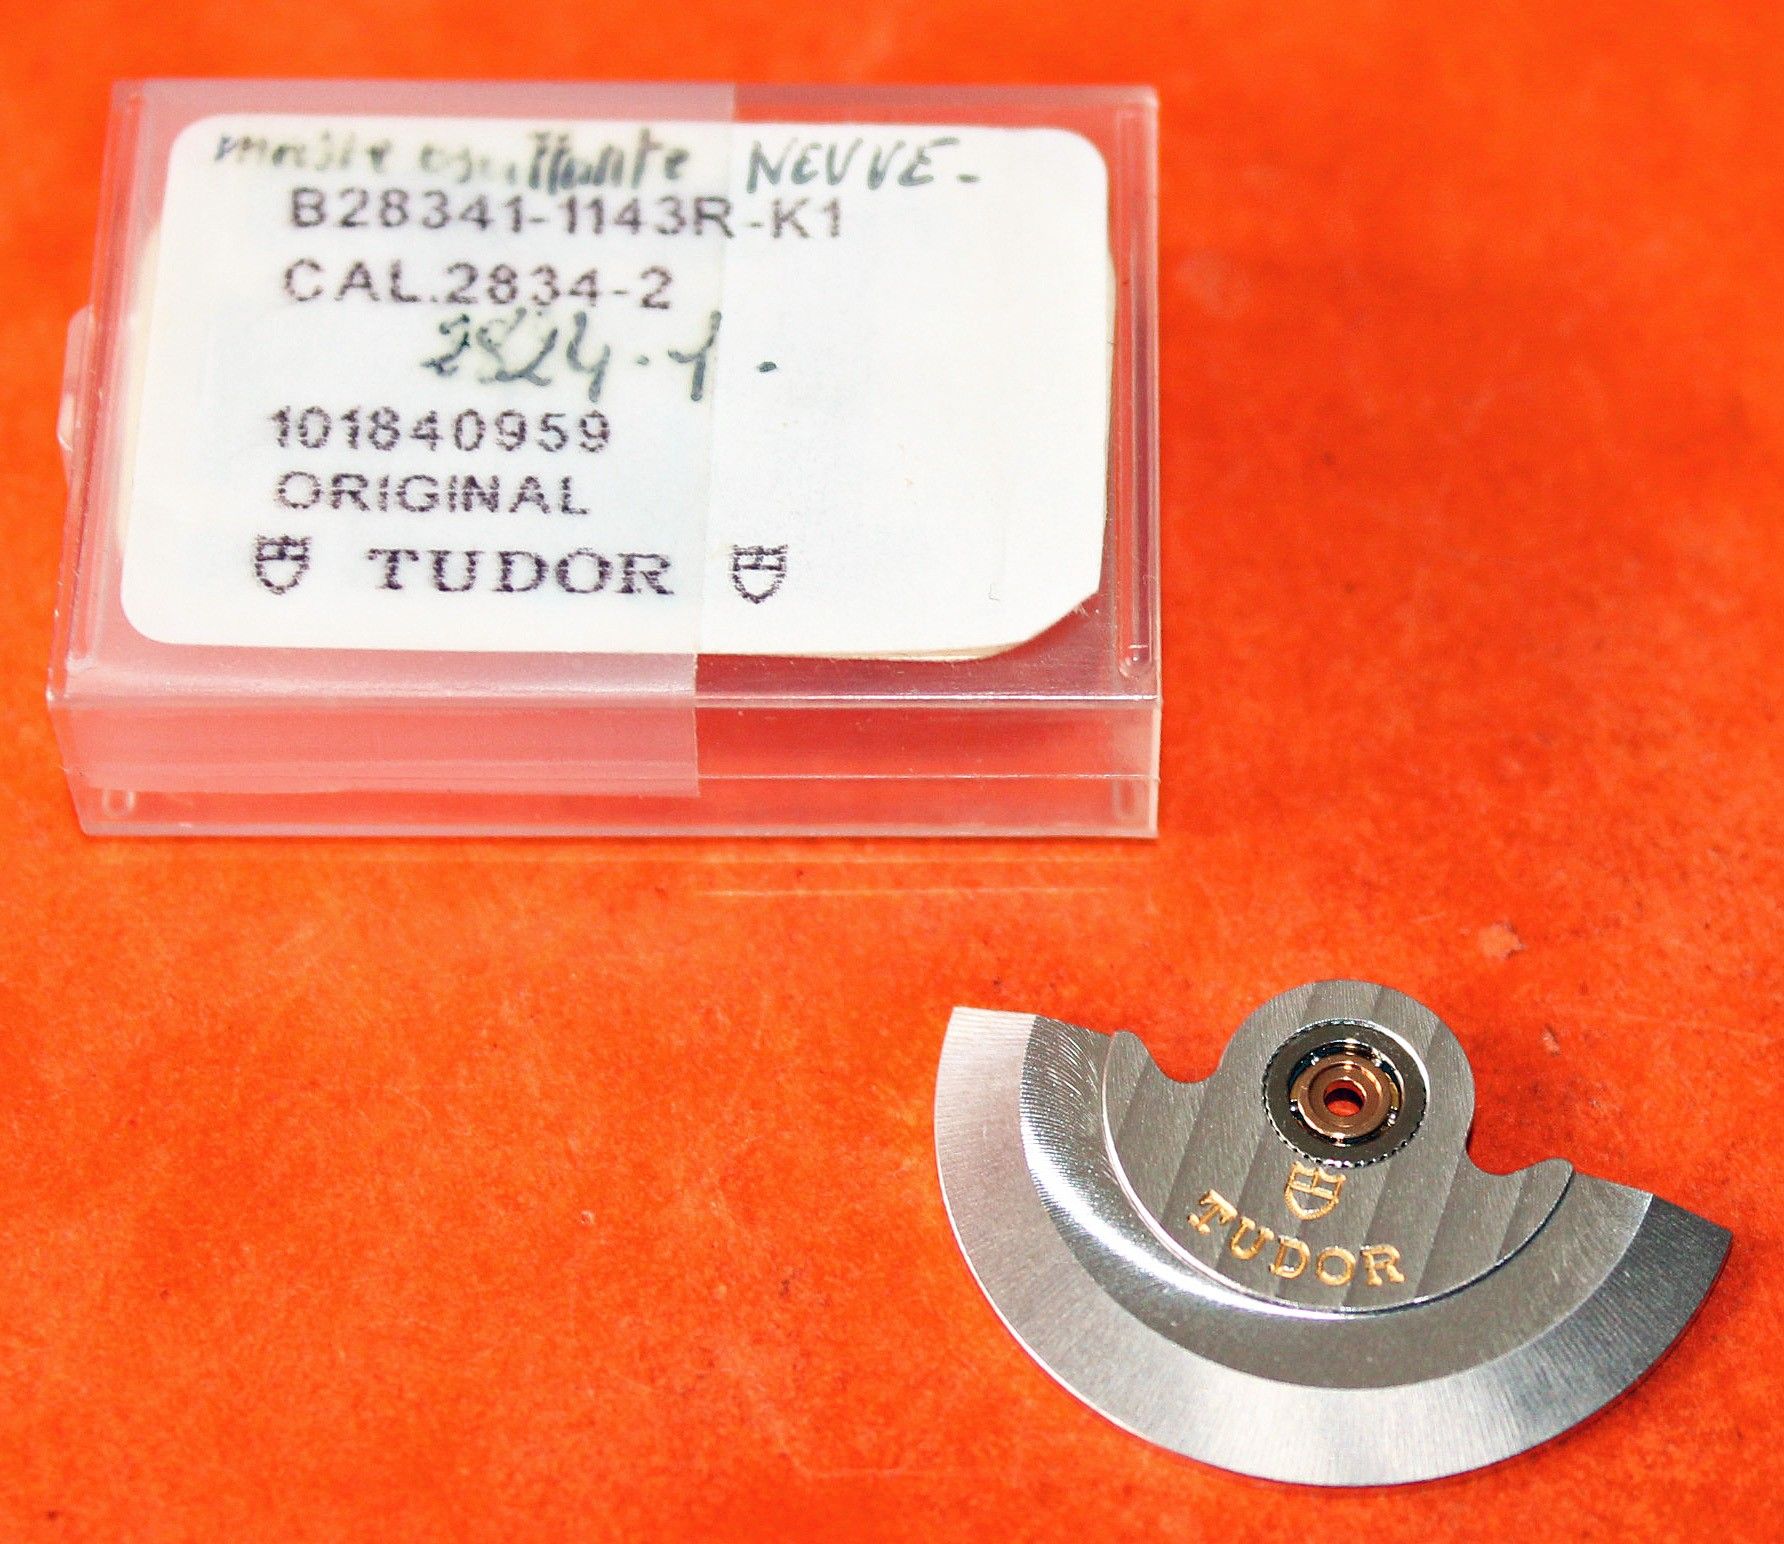 masse oscillante NEUVE -
B28341-1143R-K1
CAL.2834-2
2824.1.
101840959
ORIGINAL
TUDOR
TUDOR